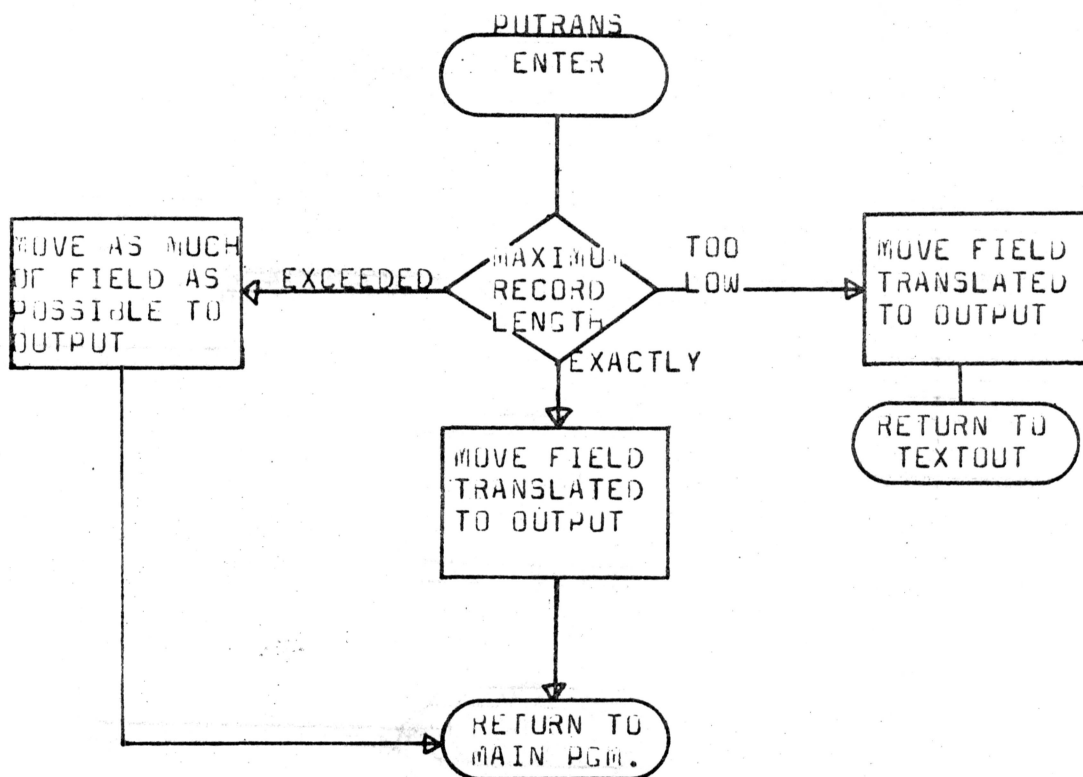 PUTRANS
ENTER
MAXIMUM
RECORD
LENGTH
EXCEEDED
TOO
LOW
EXACTLY
MOVE AS MUCH
OF FIELD AS
POSSIBLE TO
OUTPUT
MOVE FIELD
TRANSLATED
TO OUTPUT
RETURN TO
TEXTOUT
MOVE FIELD
TRANSLATED
TO OUTPUT
RETURN TO
MAIN PGM.